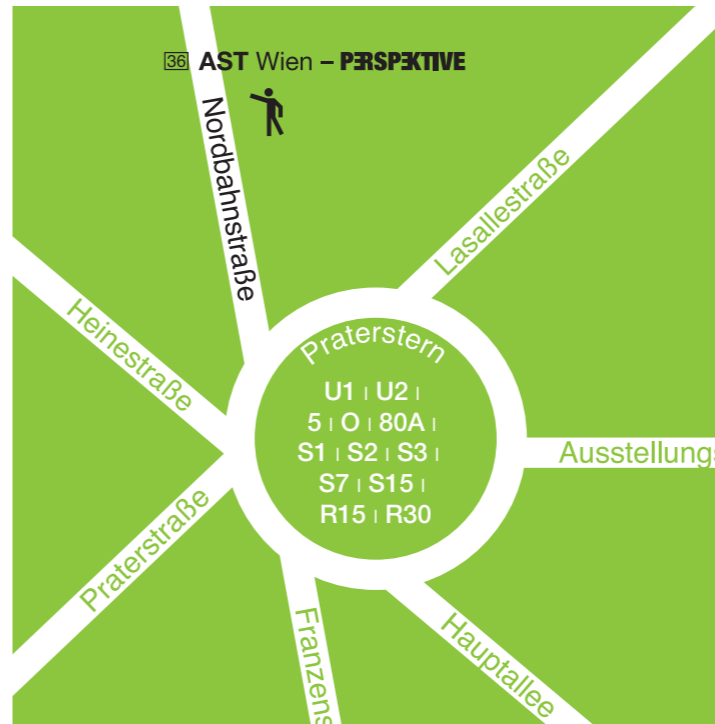 36 AST Wien – PERSPEKTIVE
Nordbahnstraße
Lasallestraße
Heinestraße
Praterstern
U1 | U2 |
5 | O | 80A |
S1 | S2 | S3 |
S7 | S15 |
R15 | R30
Ausstellungs
Praterstraße
Franzens
Hauptallee